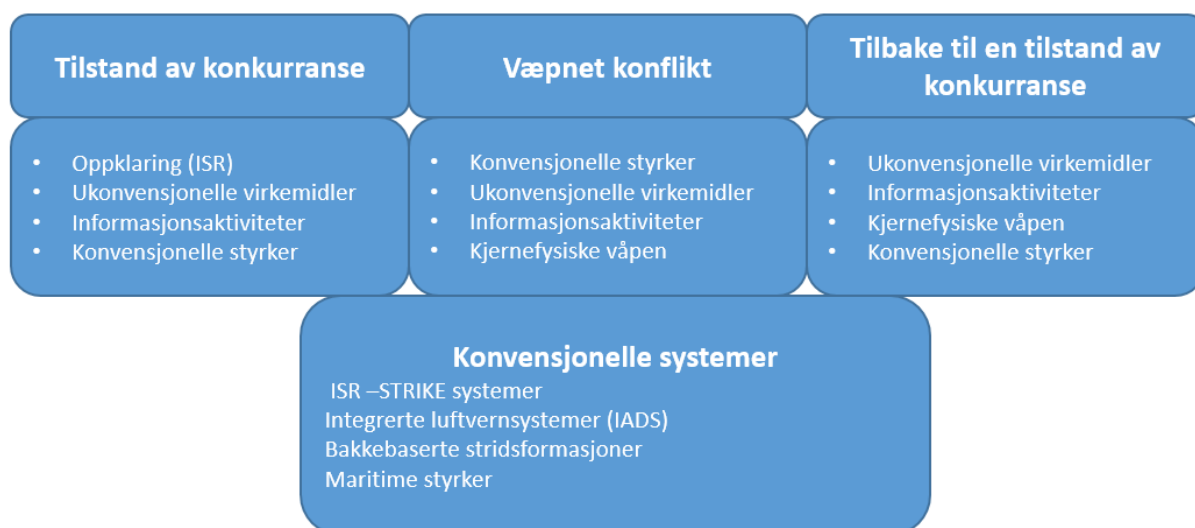 Tilstand av konkurranse
Væpnet konflikt
Tilbake til en tilstand av
konkurranse
• Oppklaring (ISR)
• Ukonvensjonelle virkemidler
• Informasjonsaktiviteter
• Konvensjonelle styrker
• Konvensjonelle styrker
• Ukonvensjonelle virkemidler
• Informasjonsaktiviteter
• Kjernefysiske våpen
• Ukonvensjonelle virkemidler
• Informasjonsaktiviteter
• Kjernefysiske våpen
• Konvensjonelle styrker
Konvensjonelle systemer
ISR –STRIKE systemer
Integrerte luftvernsystemer (IADS)
Bakkebaserte stridsformasjoner
Maritime styrker